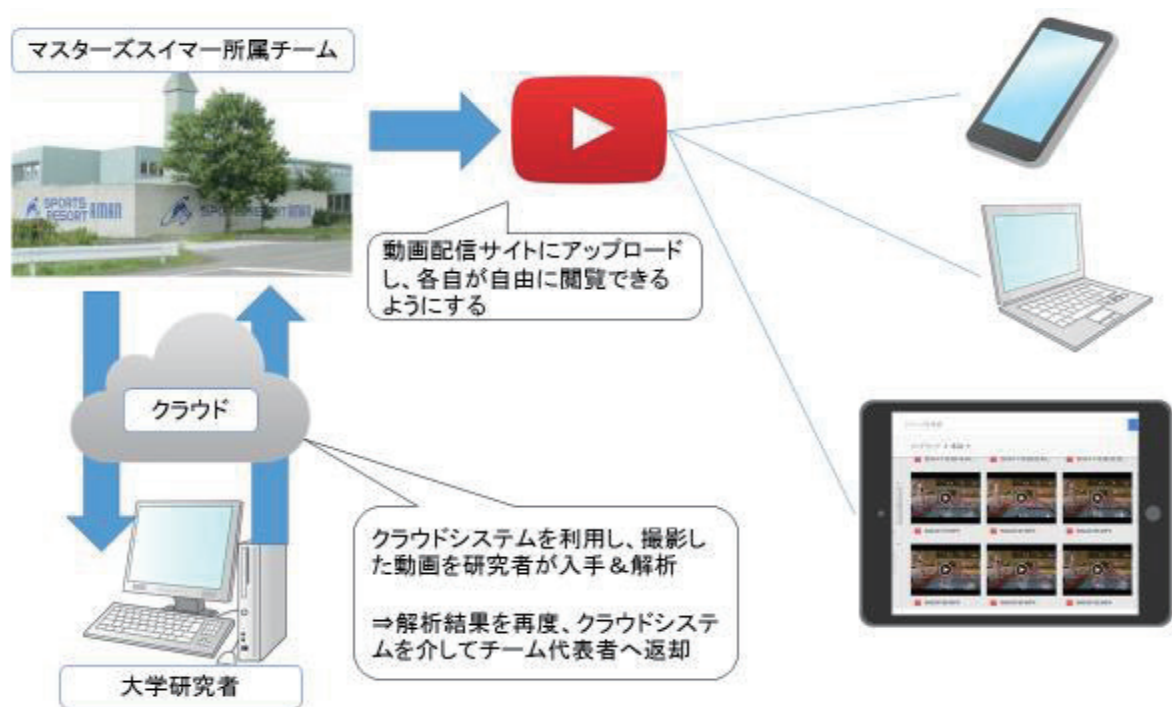 マスターズスイマー所属チーム
SPORTS
RESORT AMAN
動画配信サイトにアップロード
し、各自が自由に閲覧できる
ようにする
クラウド
クラウドシステムを利用し、撮影し
た動画を研究者が入手＆解析
⇒解析結果を再度、クラウドシステ
ムを介してチーム代表者へ返却
大学研究者